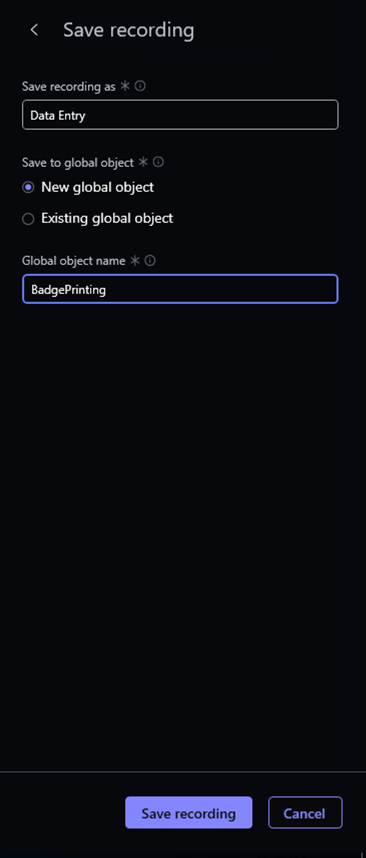 Save recording
Save recording as *
Data Entry
Save to global object *
New global object
Existing global object
Global object name *
BadgePrinting
Save recording
Cancel